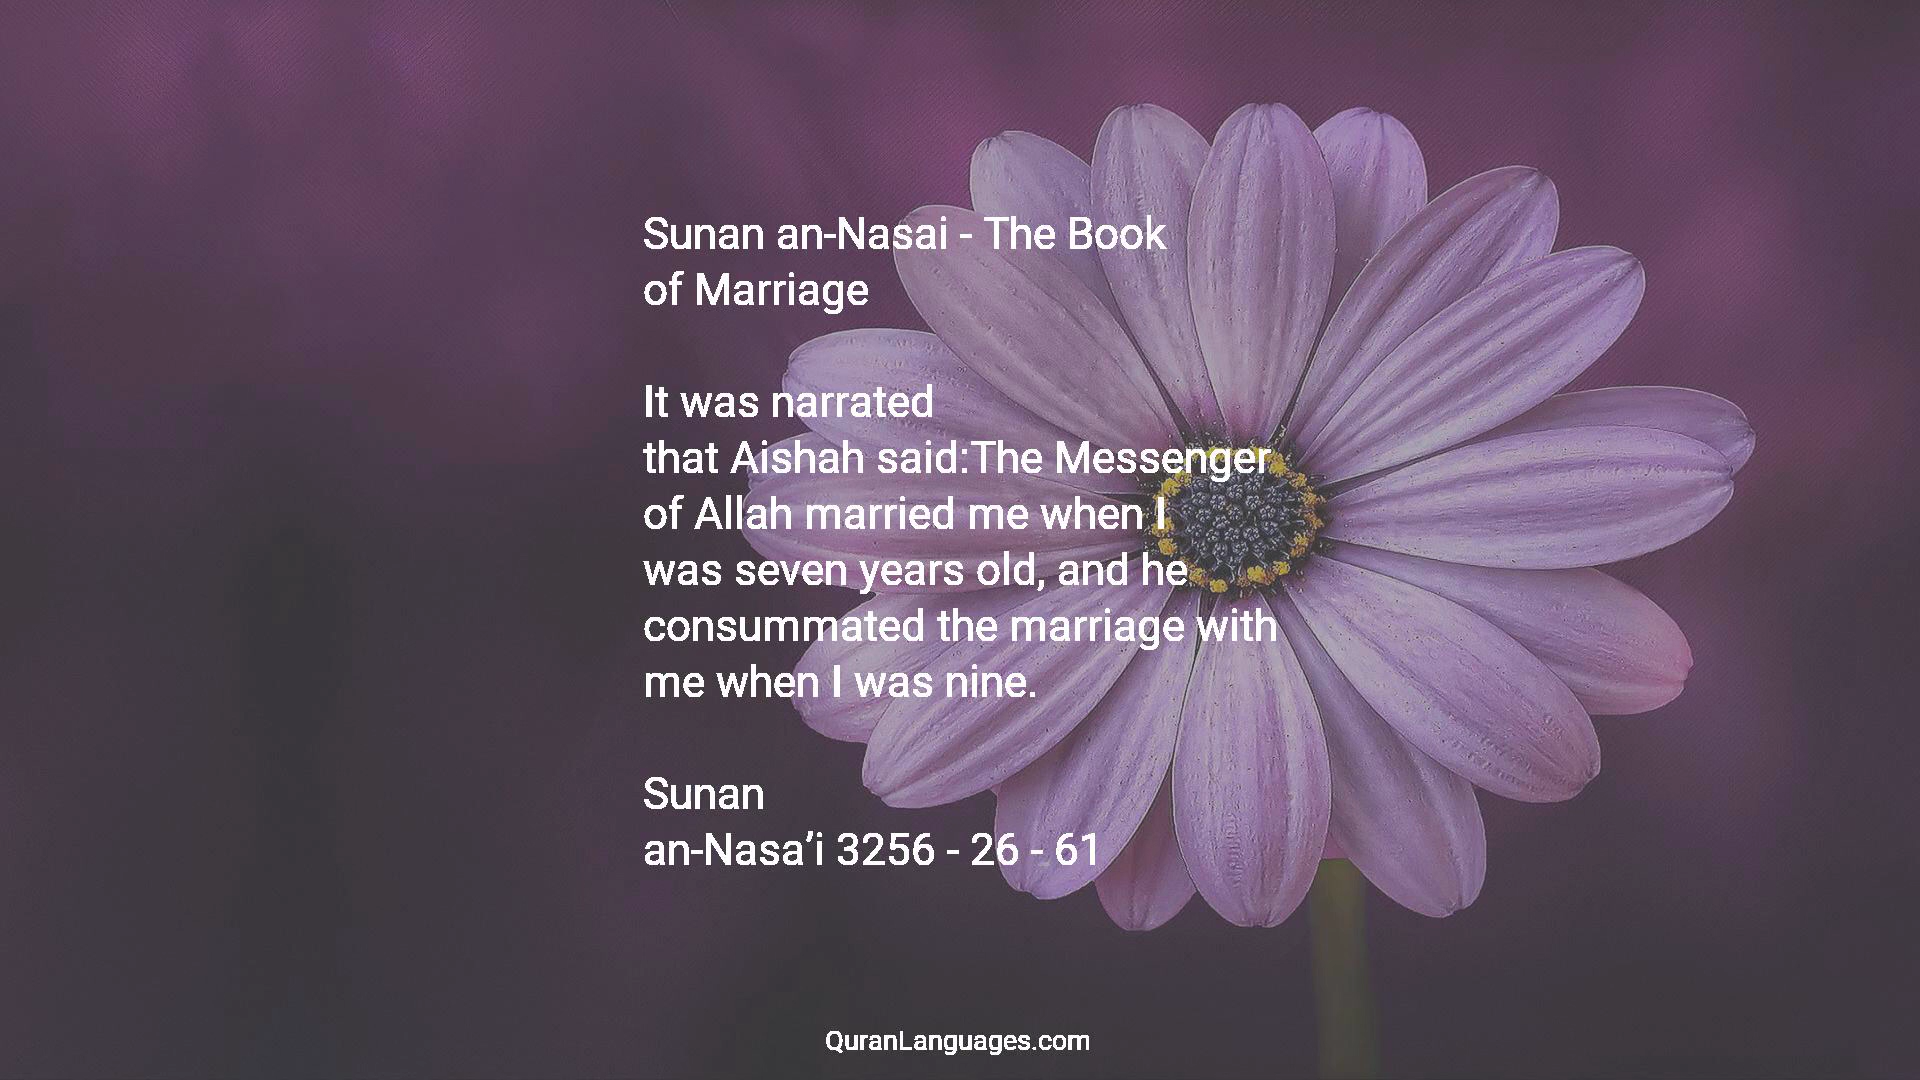 Sunan an-Nasai - The Book
of Marriage
It was narrated
that Aishah said:The Messenger
of Allah married me when I
was seven years old, and he
consummated the marriage with
me when I was nine.
Sunan
an-Nasa’i 3256 - 26 - 61
QuranLanguages.com